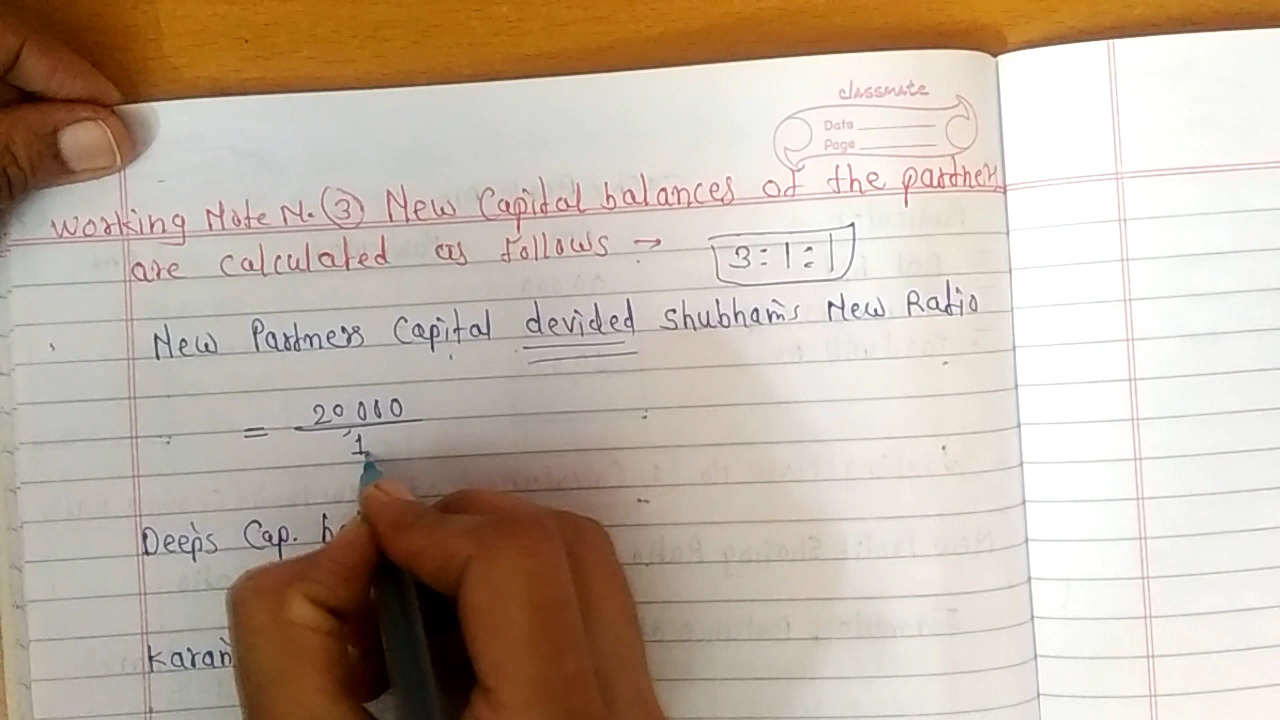 classmate
Date
Page
Working Note N. (3) New Capital balances of the partner
are calculated as follows → 3:1:1
New Partners Capital devided Shubham's New Ratio
= 20000
1
Deep's Cap.
Karan